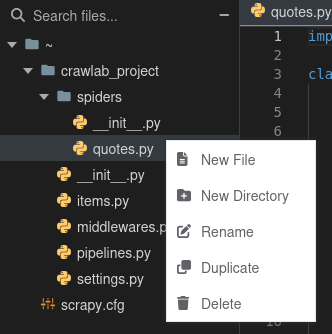 Search files...
quotes.py
~
crawlab_project
spiders
__init__.py
quotes.py
__init__.py
items.py
middlewares.p
pipelines.py
settings.py
scrapy.cfg
1 imp
2
3 cla
4
5
6
10
New File
New Directory
Rename
Duplicate
Delete